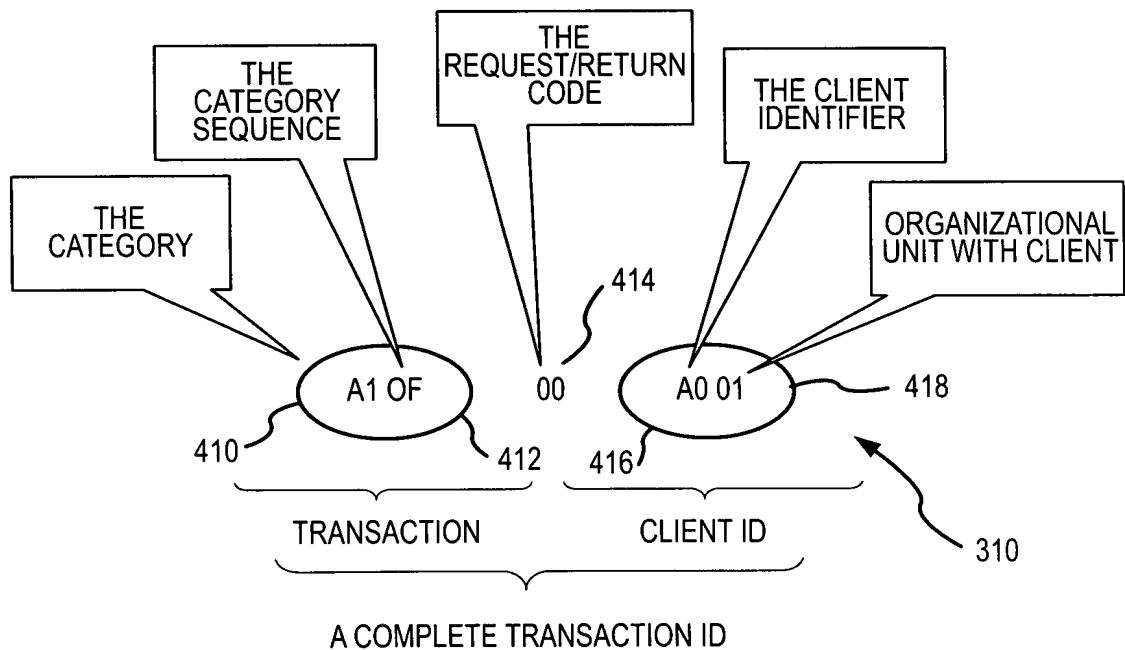 THE
REQUEST/RETURN
CODE
THE
CATEGORY
SEQUENCE
THE CLIENT
IDENTIFIER
THE
CATEGORY
ORGANIZATIONAL
UNIT WITH CLIENT
414
A1 OF
00
A0 01
418
410
412
416
310
TRANSACTION
CLIENT ID
A COMPLETE TRANSACTION ID